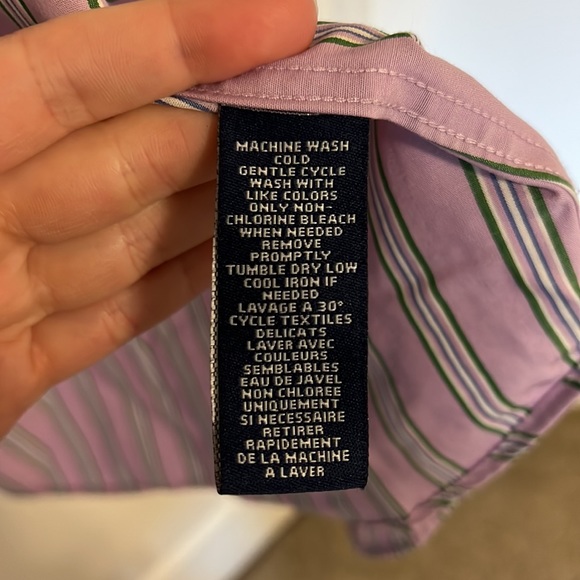 MACHINE WASH
COLD
GENTLE CYCLE
WASH WITH
LIKE COLORS
ONLY NON-
CHLORINE BLEACH
WHEN NEEDED
REMOVE
PROMPTLY
TUMBLE DRY LOW
COOL IRON IF
NEEDED
LAVAGE A 30°
CYCLE TEXTILES
DELICATS
LAVER AVEC
COULEURS
SEMBLABLES
EAU DE JAVEL
NON CHLOREE
UNIQUEMENT
SI NECESSAIRE
RETIRER
RAPIDEMENT
DE LA MACHINE
A LAVER